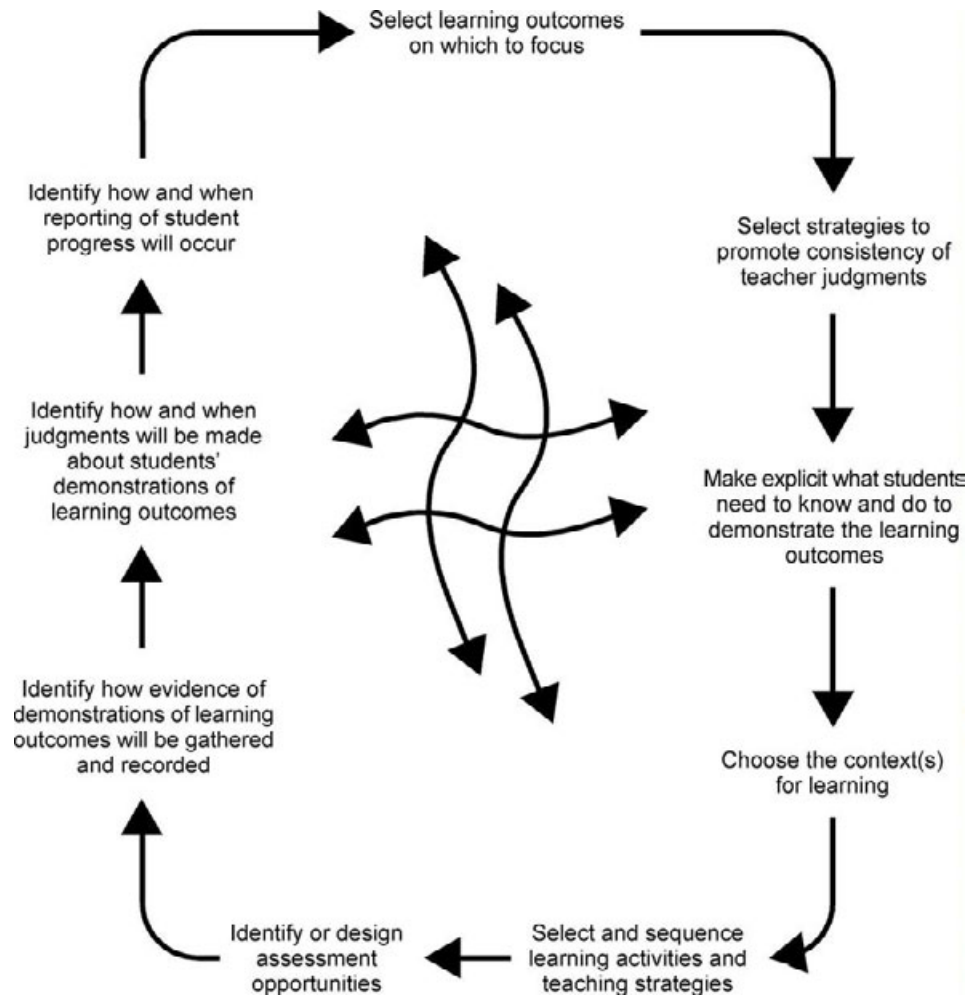 Select learning outcomes
on which to focus
Select strategies to
promote consistency of
teacher judgments
Make explicit what students
need to know and do to
demonstrate the learning
outcomes
Choose the context(s)
for learning
Select and sequence
learning activities and
teaching strategies
Identify or design
assessment
opportunities
Identify how evidence of
demonstrations of learning
outcomes will be gathered
and recorded
Identify how and when
judgments will be made
about students'
demonstrations of
learning outcomes
Identify how and when
reporting of student
progress will occur